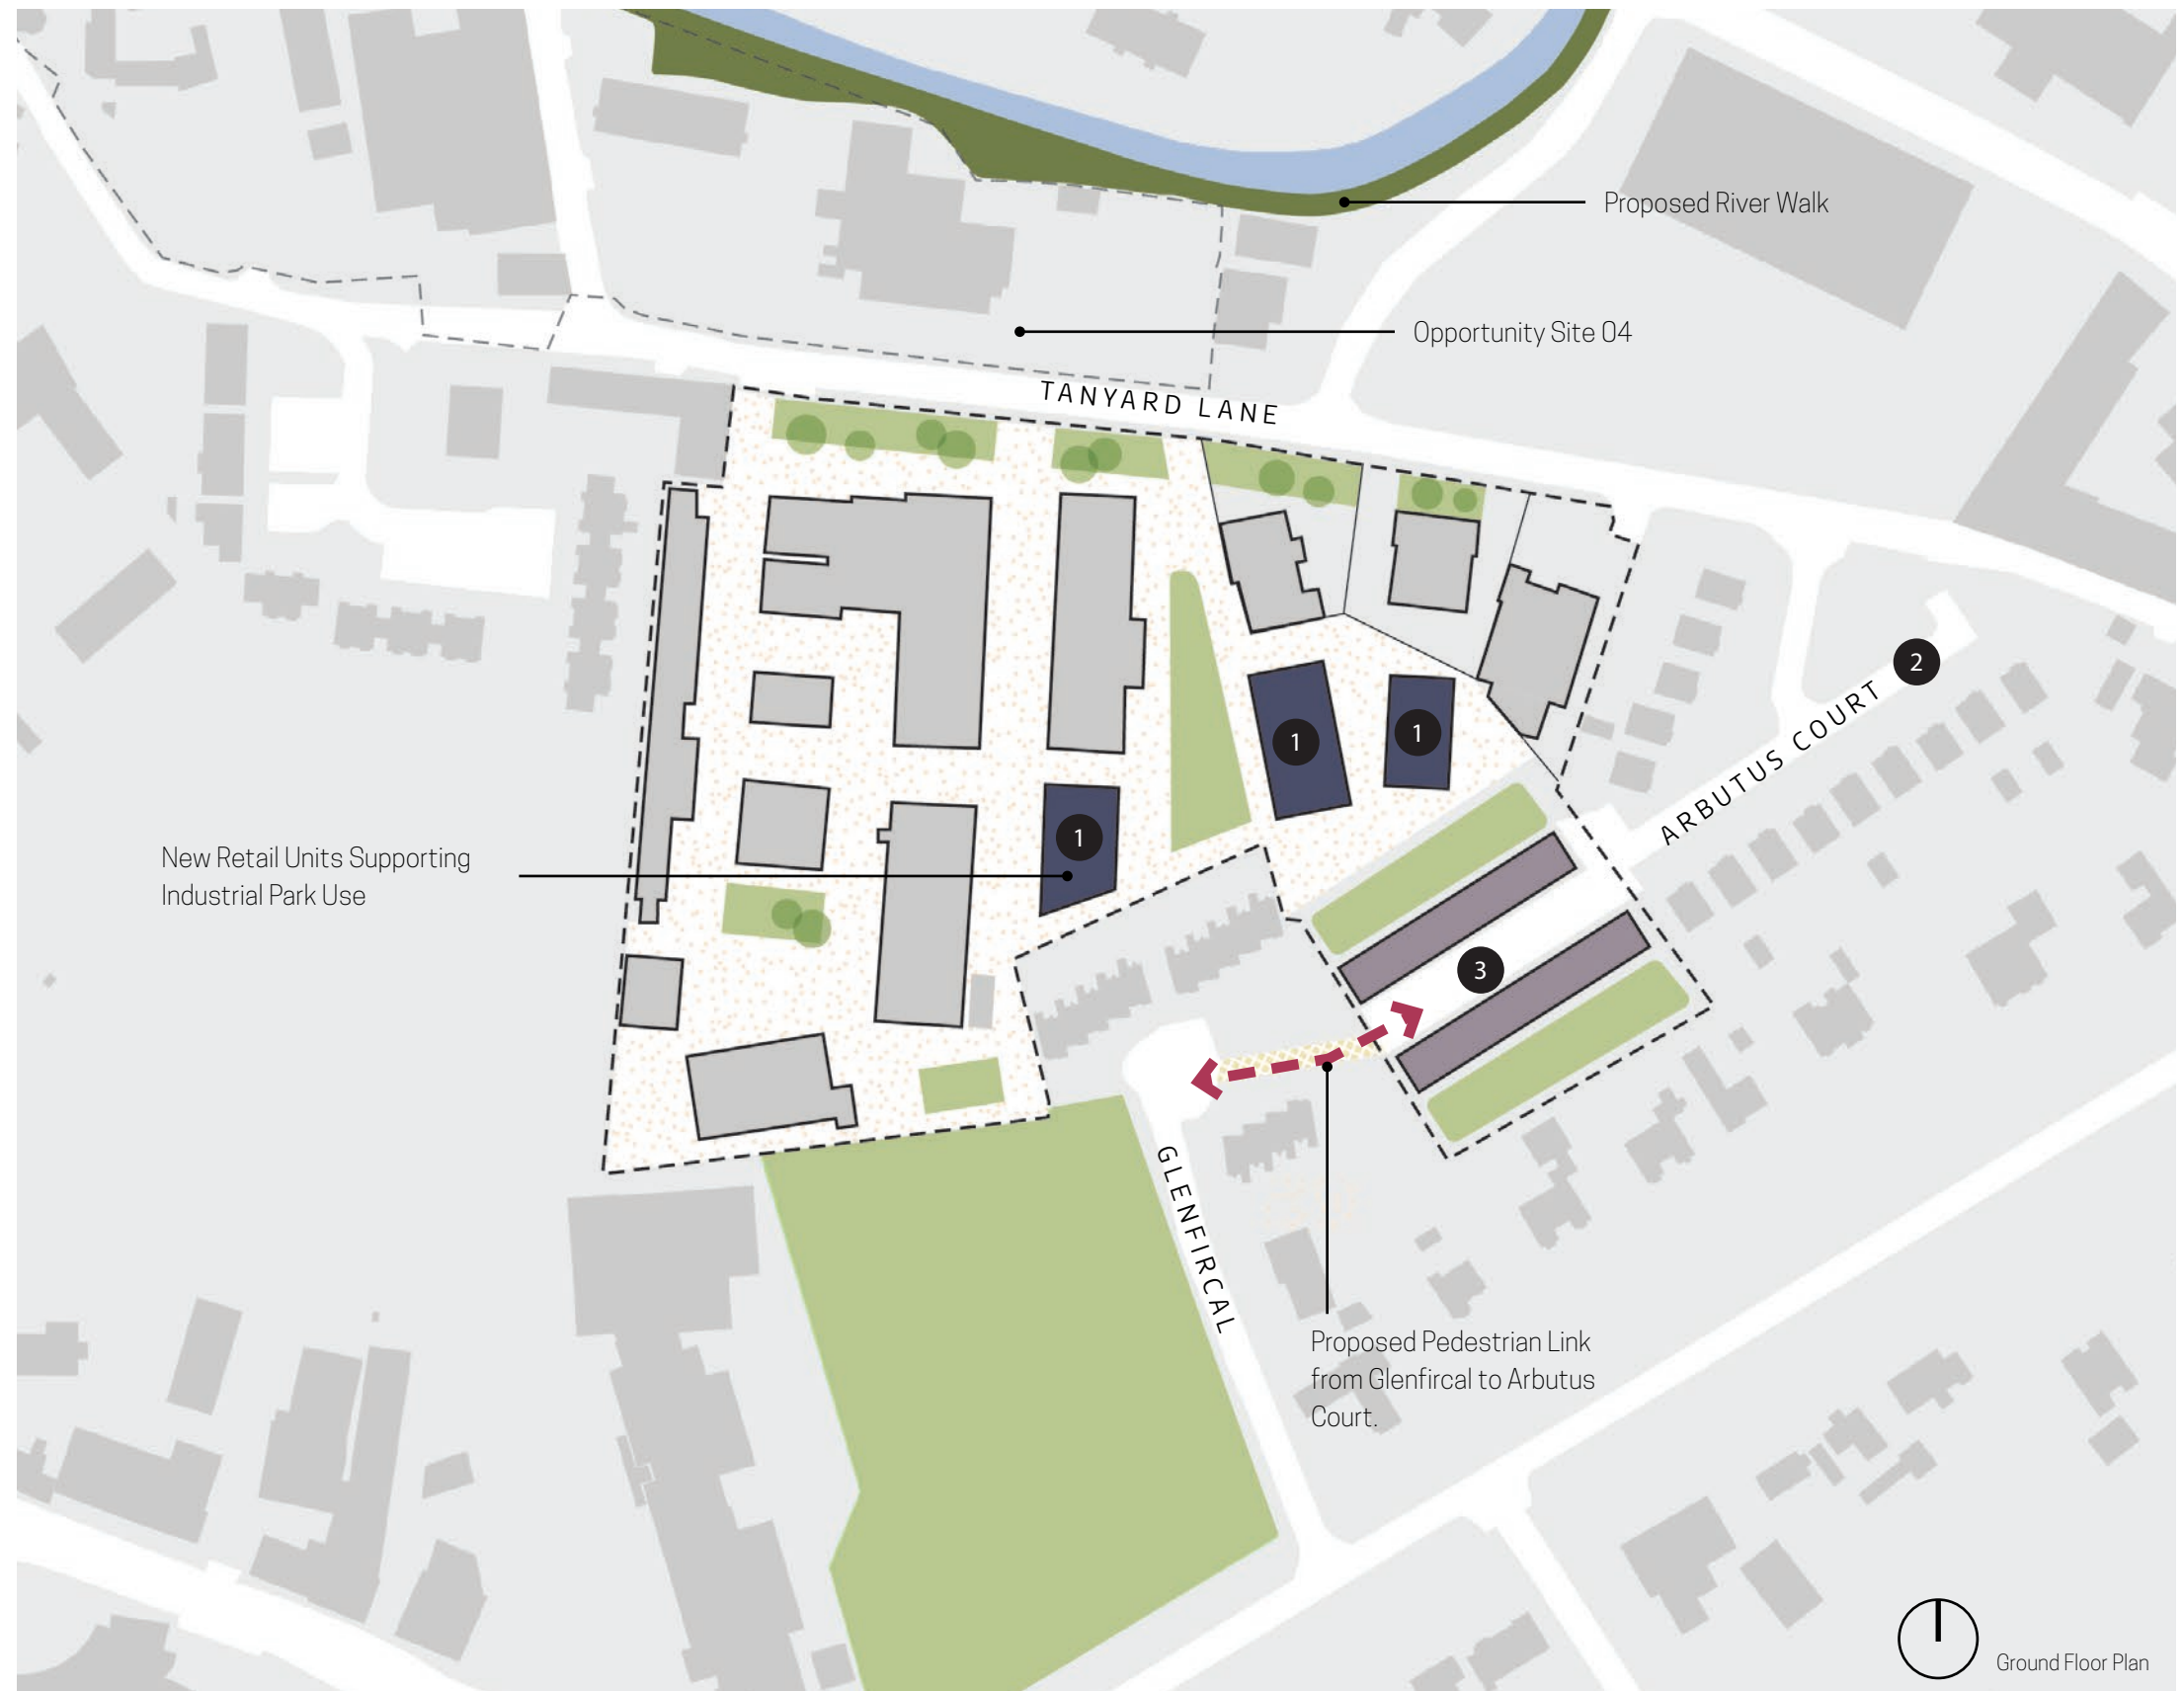 Proposed River Walk
Opportunity Site 04
TANYARD LANE
2
ARBUTUS COURT
1
1
1
New Retail Units Supporting
Industrial Park Use
3
GLENFIRCAL
Proposed Pedestrian Link
from Glenfircal to Arbutus
Court.
Ground Floor Plan